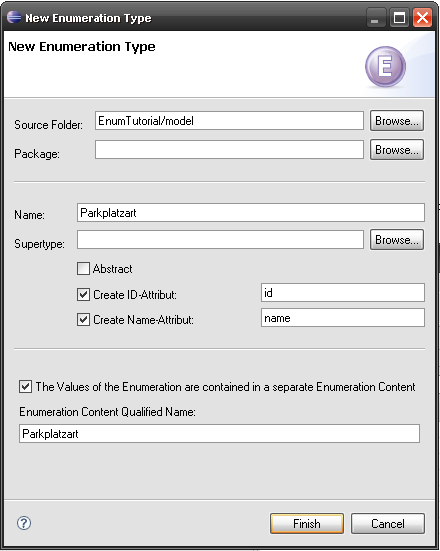 New Enumeration Type
New Enumeration Type
E
Source Folder: EnumTutorial/model Browse...
Package: Browse...
Name: Parkplatzart
Supertype: Browse...
Abstract
Create ID-Attribut: id
Create Name-Attribut: name
The Values of the Enumeration are contained in a separate Enumeration Content
Enumeration Content Qualified Name:
Parkplatzart
? Finish Cancel